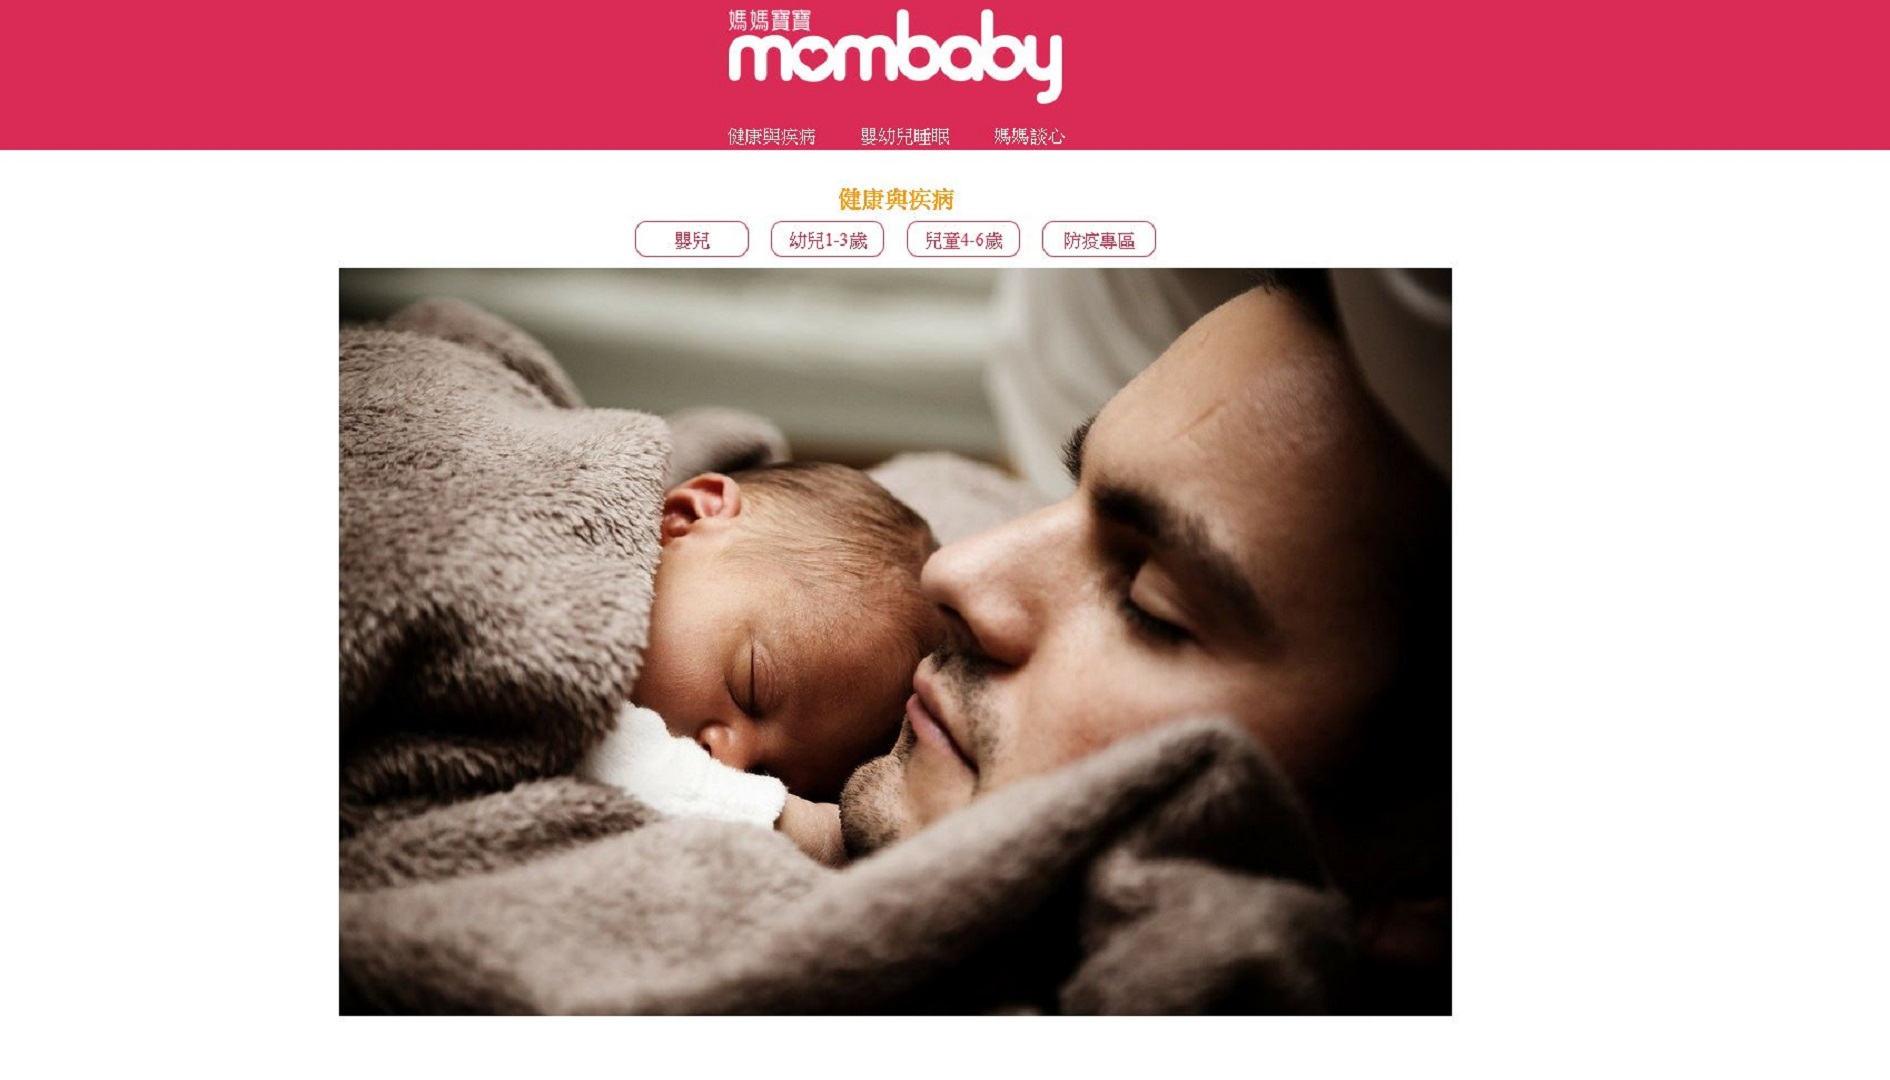 媽媽寶寶
mombaby
健康與疾病 嬰幼兒睡眠 媽媽談心
健康與疾病
嬰兒 幼兒1-3歲 兒童4-6歲 防疫專區